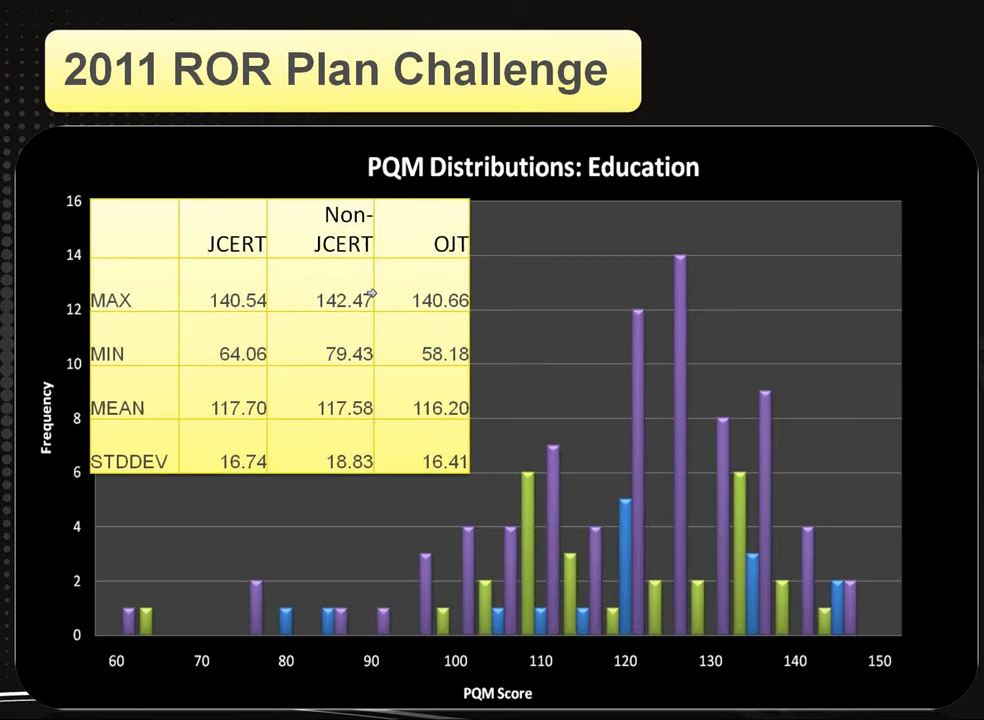 2011 ROR Plan Challenge
PQM Distributions: Education
Non-
JCERT JCERT OJT
MAX 140.54 142.47 140.66
MIN 64.06 79.43 58.18
MEAN 117.70 117.58 116.20
STDDEV 16.74 18.83 16.41
Frequency
16
14
12
10
8
6
4
2
0
60 70 80 90 100 110 120 130 140 150
PQM Score